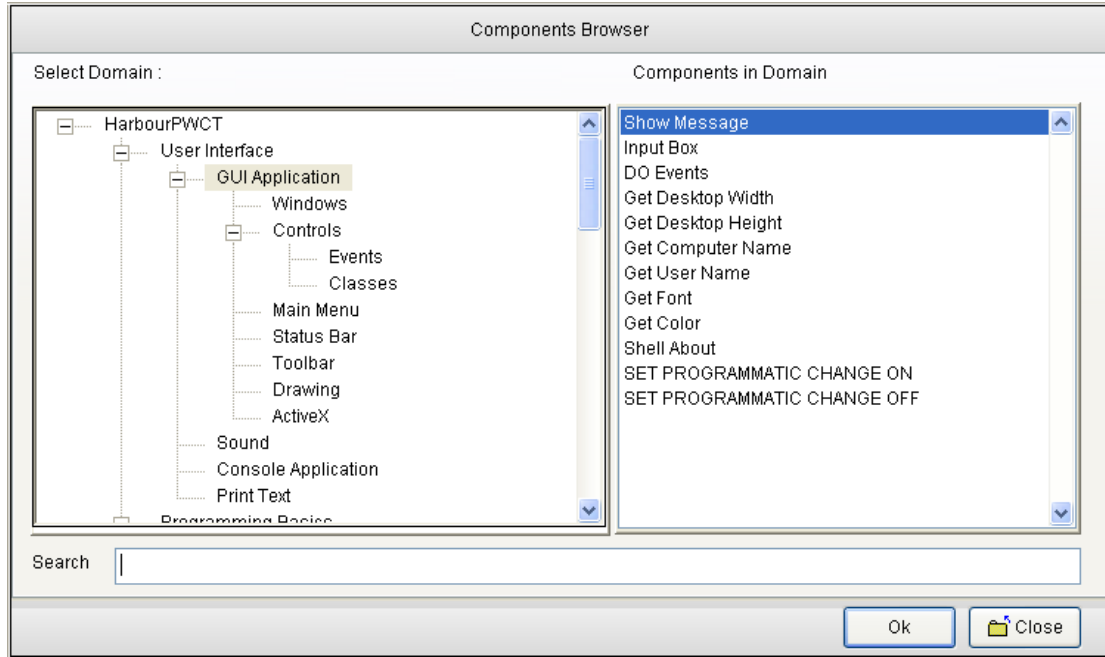 Components Browser
Select Domain :
Components in Domain
HarbourPWCT
User Interface
GUI Application
Windows
Controls
Events
Classes
Main Menu
Status Bar
Toolbar
Drawing
ActiveX
Sound
Console Application
Print Text
Programming Basics
Show Message
Input Box
DO Events
Get Desktop Width
Get Desktop Height
Get Computer Name
Get User Name
Get Font
Get Color
Shell About
SET PROGRAMMATIC CHANGE ON
SET PROGRAMMATIC CHANGE OFF
Search
Ok
Close